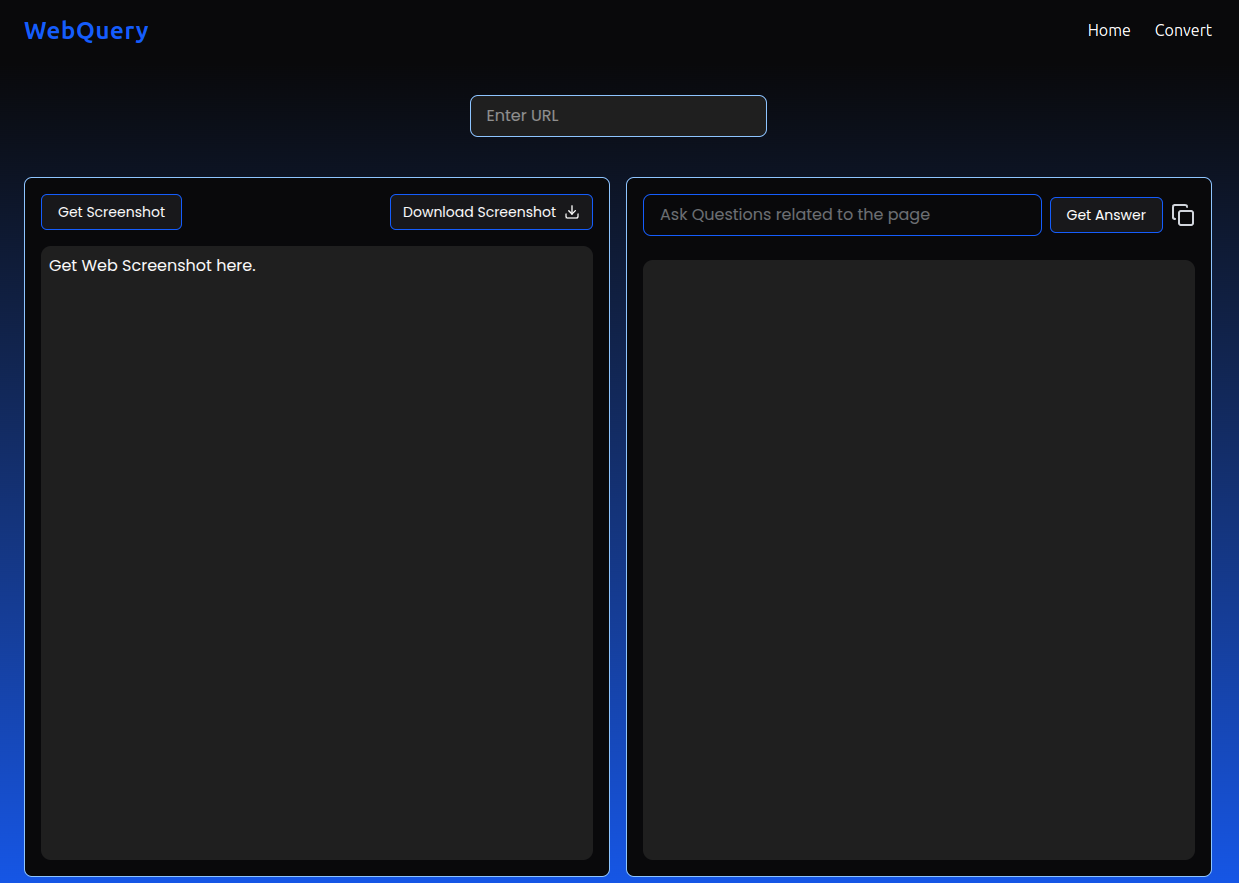 WebQuery
Home Convert
Enter URL
Get Screenshot Download Screenshot
Get Web Screenshot here.
Ask Questions related to the page Get Answer